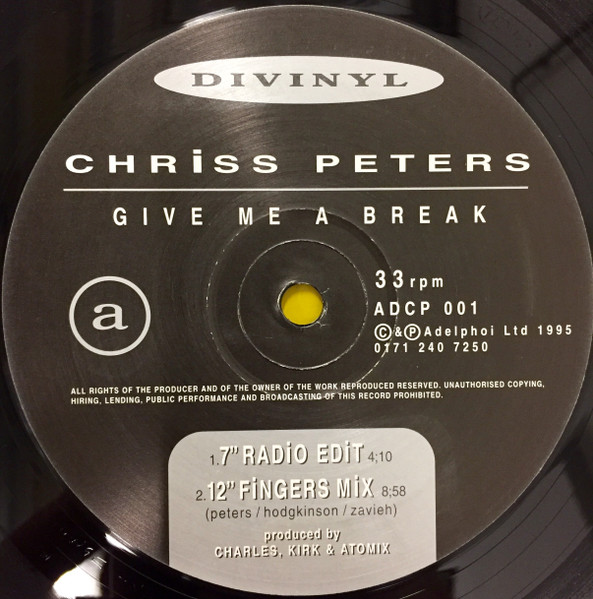 DIVINYL
CHRiSS PETERS
GIVE ME A BREAK
a
33 rpm
ADCP 001
Ⓒ&Ⓟ Adelphoi Ltd 1995
0171 240 7250
ALL RIGHTS OF THE PRODUCER AND OF THE OWNER OF THE WORK REPRODUCED RESERVED. UNAUTHORISED COPYING,
HIRING, LENDING, PUBLIC PERFORMANCE AND BROADCASTING OF THIS RECORD PROHIBITED.
1. 7" RADiO EDiT 4;10
2. 12" FiNGERS MiX 8;58
(peters / hodgkinson / zavieh)
produced by
CHARLES, KIRK & ATOMIX